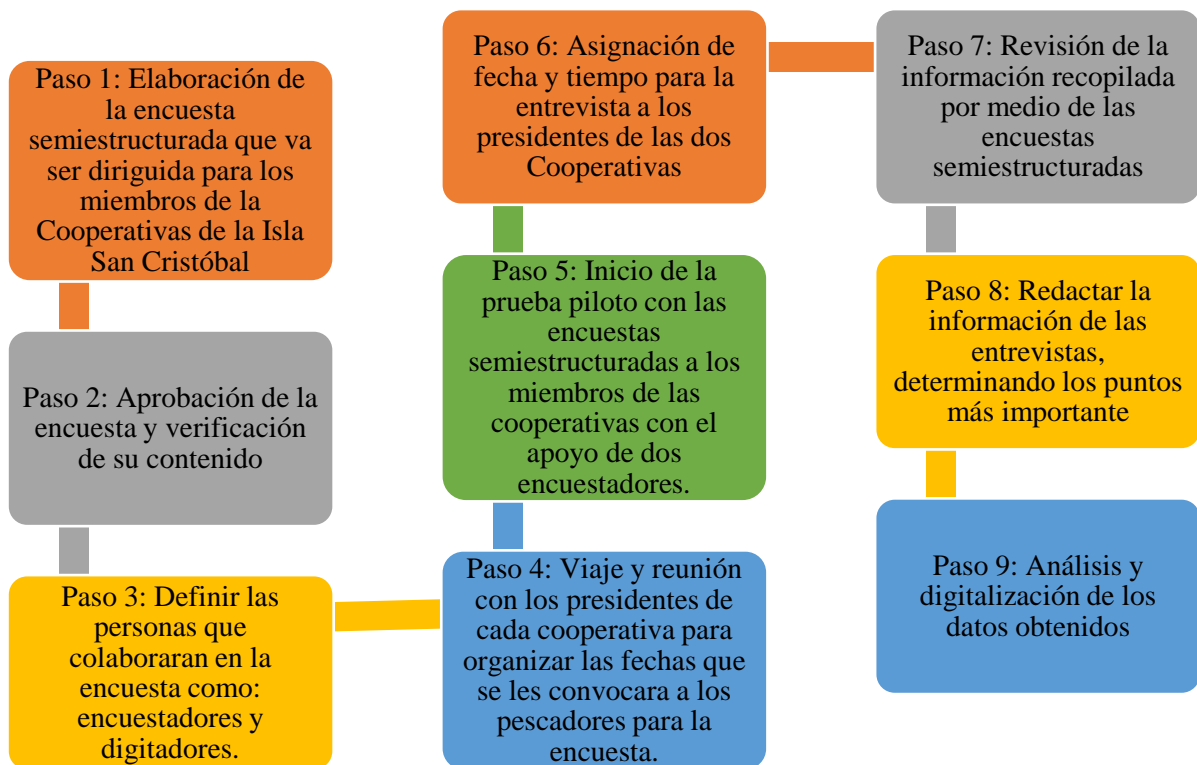 Paso 1: Elaboración de
la encuesta
semiestructurada que va
ser diriguida para los
miembros de la
Cooperativas de la Isla
San Cristóbal
Paso 2: Aprobación de la
encuesta y verificación
de su contenido
Paso 3: Definir las
personas que
colaboraran en la
encuesta como:
encuestadores y
digitadores.
Paso 4: Viaje y reunión
con los presidentes de
cada cooperativa para
organizar las fechas que
se les convocara a los
pescadores para la
encuesta.
Paso 5: Inicio de la
prueba piloto con las
encuestas
semiestructuradas a los
miembros de las
cooperativas con el
apoyo de dos
encuestadores.
Paso 6: Asignación de
fecha y tiempo para la
entrevista a los
presidentes de las dos
Cooperativas
Paso 7: Revisión de la
información recopilada
por medio de las
encuestas
semiestructuradas
Paso 8: Redactar la
información de las
entrevistas,
determinando los puntos
más importante
Paso 9: Análisis y
digitalización de los
datos obtenidos